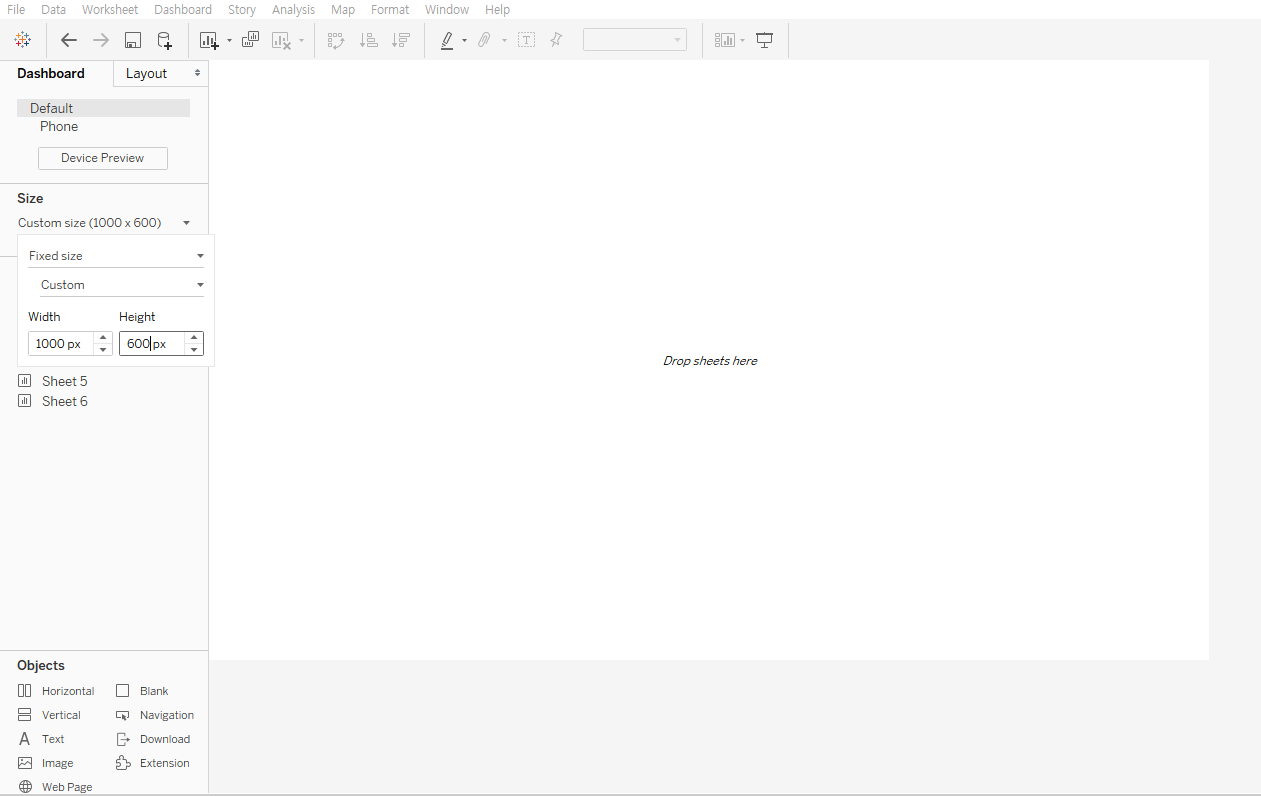 File Data Worksheet Dashboard Story Analysis Map Format Window Help
Dashboard Layout
Default
Phone
Device Preview
Size
Custom size (1000 x 600)
Fixed size
Custom
Width Height
1000 px 600 px
Drop sheets here
Sheet 5
Sheet 6
Objects
Horizontal Blank
Vertical Navigation
A Text Download
Image Extension
Web Page